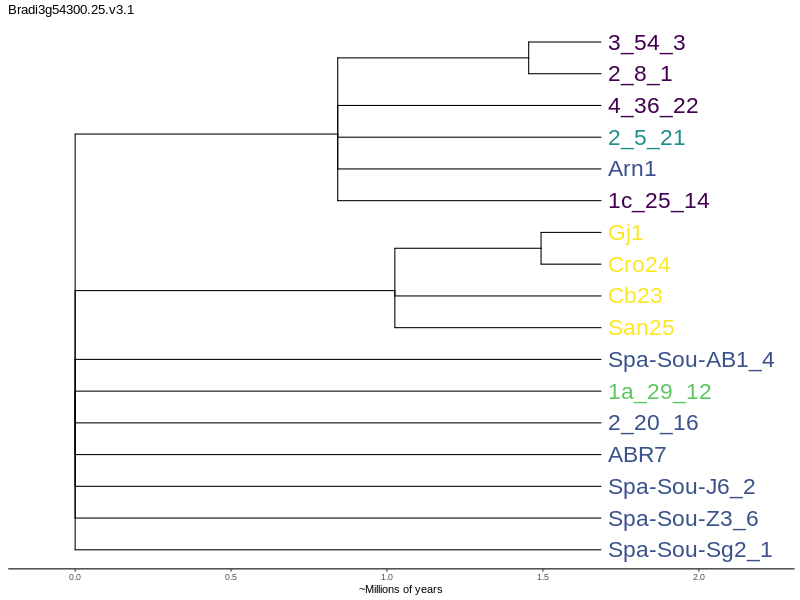 Bradi3g54300.25.v3.1
3_54_3
2_8_1
4_36_22
2_5_21
Arn1
1c_25_14
Gj1
Cro24
Cb23
San25
Spa-Sou-AB1_4
1a_29_12
2_20_16
ABR7
Spa-Sou-J6_2
Spa-Sou-Z3_6
Spa-Sou-Sg2_1
0.0 0.5 1.0 1.5 2.0
~Millions of years